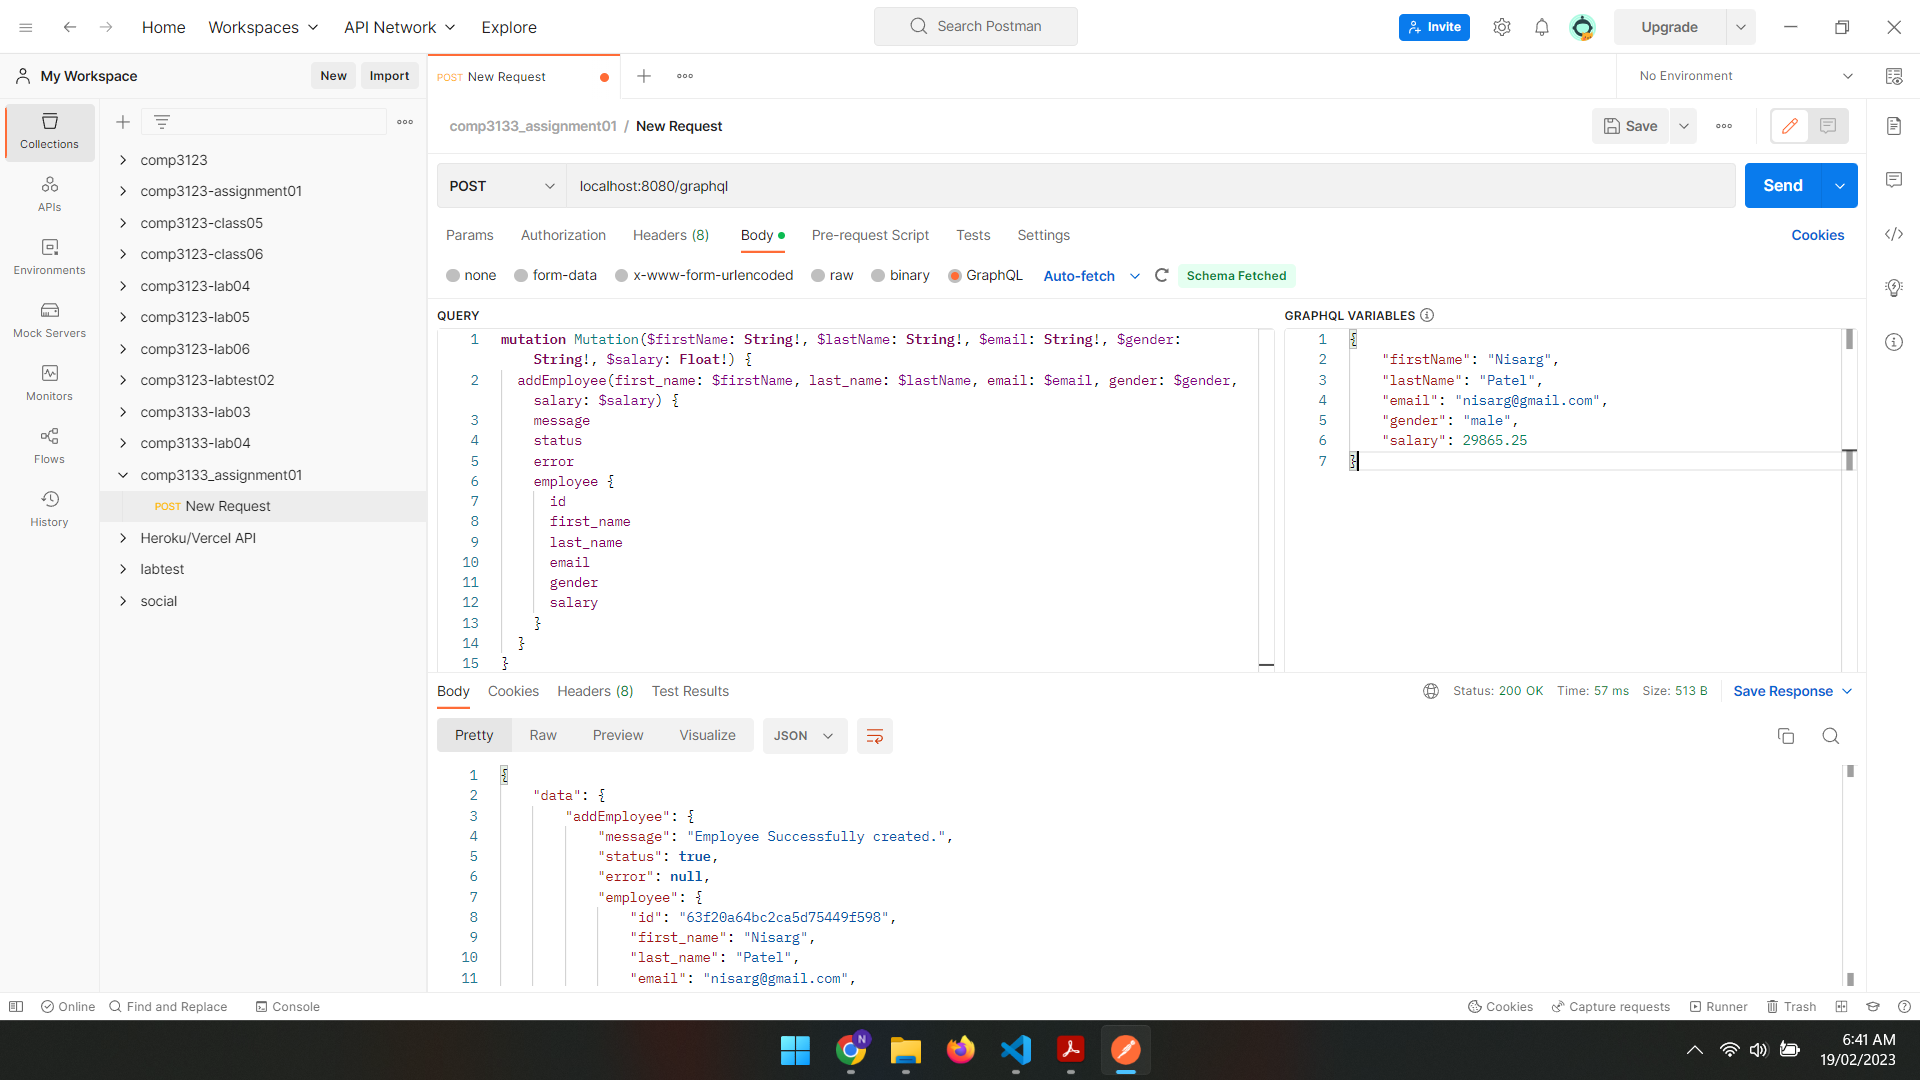 Home Workspaces API Network Explore Search Postman Invite Upgrade
My Workspace New Import
POST New Request
No Environment
Collections
APIs
Environments
Mock Servers
Monitors
Flows
History
comp3123
comp3123-assignment01
comp3123-class05
comp3123-class06
comp3123-lab04
comp3123-lab05
comp3123-lab06
comp3123-labtest02
comp3133-lab03
comp3133-lab04
comp3133_assignment01
POST New Request
Heroku/Vercel API
labtest
social
comp3133_assignment01 / New Request Save
POST localhost:8080/graphql Send
Params Authorization Headers (8) Body Pre-request Script Tests Settings Cookies
none form-data x-www-form-urlencoded raw binary GraphQL Auto-fetch Schema Fetched
QUERY
1 mutation Mutation($firstName: String!, $lastName: String!, $email: String!, $gender:
String!, $salary: Float!) {
2 addEmployee(first_name: $firstName, last_name: $lastName, email: $email, gender: $gender,
salary: $salary) {
3 message
4 status
5 error
6 employee {
7 id
8 first_name
9 last_name
10 email
11 gender
12 salary
13 }
14 }
15 }
GRAPHQL VARIABLES
1 {
2 "firstName": "Nisarg",
3 "lastName": "Patel",
4 "email": "nisarg@gmail.com",
5 "gender": "male",
6 "salary": 29865.25
7 }
Body Cookies Headers (8) Test Results Status: 200 OK Time: 57 ms Size: 513 B Save Response
Pretty Raw Preview Visualize JSON
1 {
2 "data": {
3 "addEmployee": {
4 "message": "Employee Successfully created.",
5 "status": true,
6 "error": null,
7 "employee": {
8 "id": "63f20a64bc2ca5d75449f598",
9 "first_name": "Nisarg",
10 "last_name": "Patel",
11 "email": "nisarg@gmail.com",
Online Find and Replace Console Cookies Capture requests Runner Trash
N
6:41 AM
19/02/2023